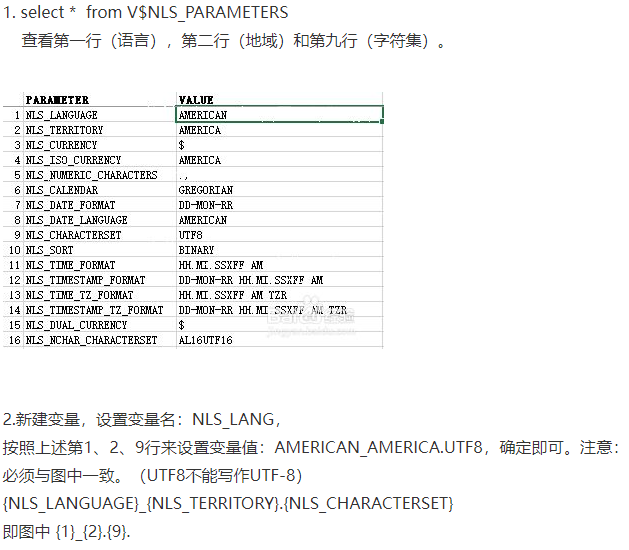 1. select *  from V$NLS_PARAMETERS
查看第一行（语言），第二行（地域）和第九行（字符集）。
PARAMETER VALUE
1 NLS_LANGUAGE AMERICAN
2 NLS_TERRITORY AMERICA
3 NLS_CURRENCY $
4 NLS_ISO_CURRENCY AMERICA
5 NLS_NUMERIC_CHARACTERS .,
6 NLS_CALENDAR GREGORIAN
7 NLS_DATE_FORMAT DD-MON-RR
8 NLS_DATE_LANGUAGE AMERICAN
9 NLS_CHARACTERSET UTF8
10 NLS_SORT BINARY
11 NLS_TIME_FORMAT HH.MI.SSXFF AM
12 NLS_TIMESTAMP_FORMAT DD-MON-RR HH.MI.SSXFF AM
13 NLS_TIME_TZ_FORMAT HH.MI.SSXFF AM TZR
14 NLS_TIMESTAMP_TZ_FORMAT DD-MON-RR HH.MI.SSXFF AM TZR
15 NLS_DUAL_CURRENCY $
16 NLS_NCHAR_CHARACTERSET AL16UTF16
2.新建变量，设置变量名：NLS_LANG，
按照上述第1、2、9行来设置变量值：AMERICAN_AMERICA.UTF8，确定即可。注意：
必须与图中一致。（UTF8不能写作UTF-8）
{NLS_LANGUAGE}_{NLS_TERRITORY}.{NLS_CHARACTERSET}
即图中 {1}_{2}.{9}.